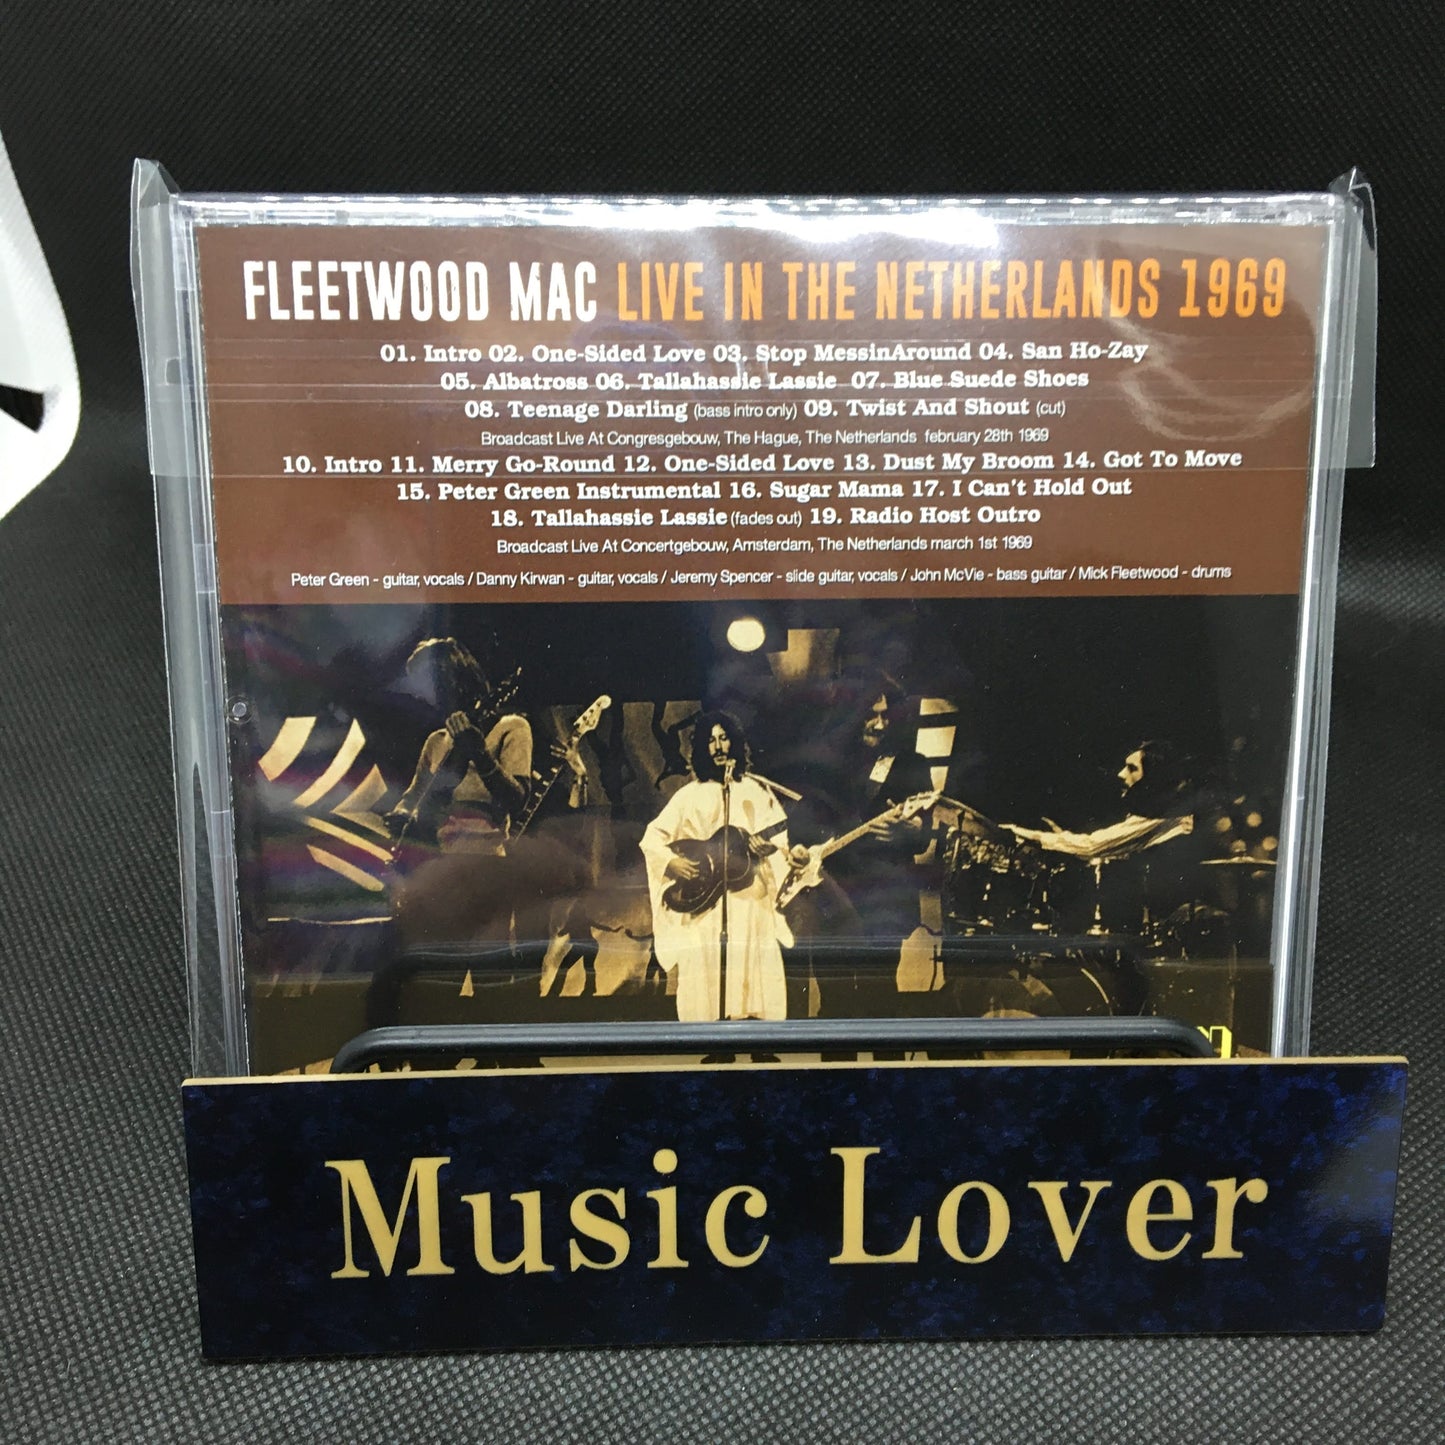 FLEETWOOD MAC LIVE IN THE NETHERLANDS 1969
01. Intro 02. One-Sided Love 03. Stop MessinAround 04. San Ho-Zay
05. Albatross 06. Tallahassie Lassie 07. Blue Suede Shoes
08. Teenage Darling (bass intro only) 09. Twist And Shout (cut)
Broadcast Live At Congresgebouw, The Hague, The Netherlands february 28th 1969
10. Intro 11. Merry Go-Round 12. One-Sided Love 13. Dust My Broom 14. Got To Move
15. Peter Green Instrumental 16. Sugar Mama 17. I Can't Hold Out
18. Tallahassie Lassie (fades out) 19. Radio Host Outro
Broadcast Live At Concertgebouw, Amsterdam, The Netherlands march 1st 1969
Peter Green - guitar, vocals / Danny Kirwan - guitar, vocals / Jeremy Spencer - slide guitar, vocals / John McVie - bass guitar / Mick Fleetwood - drums
Music Lover